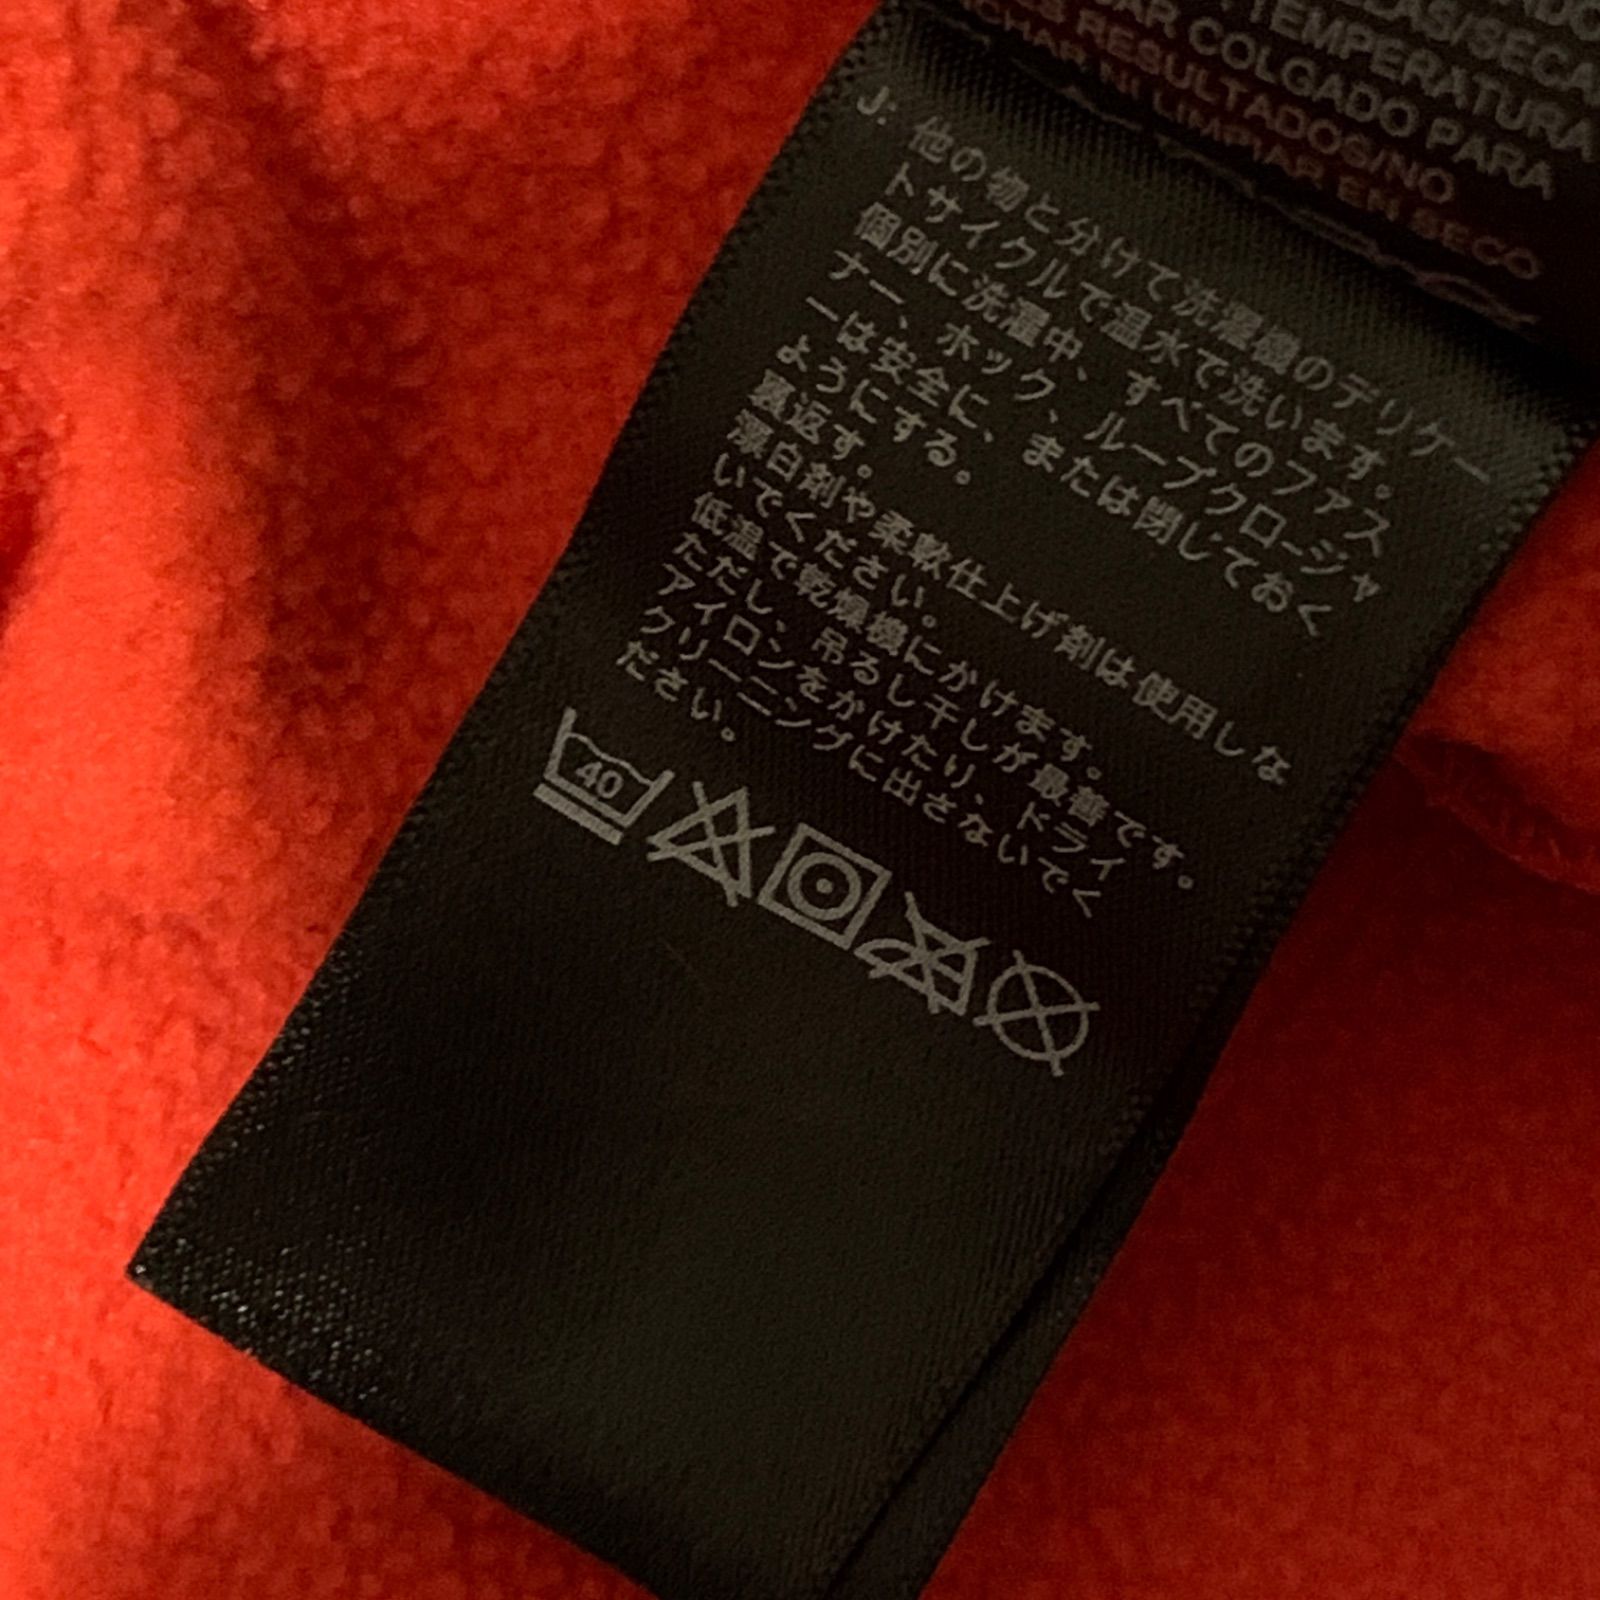 ZAS/SECA
TEMPERATURA
COLGADO PARA
RESULTADOS/NO
NI LIMPIAR EN SECO
J: 他の物と分けて洗濯機のデリケー
トサイクルで温水で洗います。
個別に洗濯中、すべてのファス
ナー、ホック、ループクロージャ
ーは安全に、または閉じておく
ようにする。
裏返す。
漂白剤や柔軟仕上げ剤は使用しな
いでください。
低温で乾燥機にかけます。
ただし、吊るし干しが最善です。
アイロンをかけたり、ドライ
クリーニングに出さないでく
ださい。
40